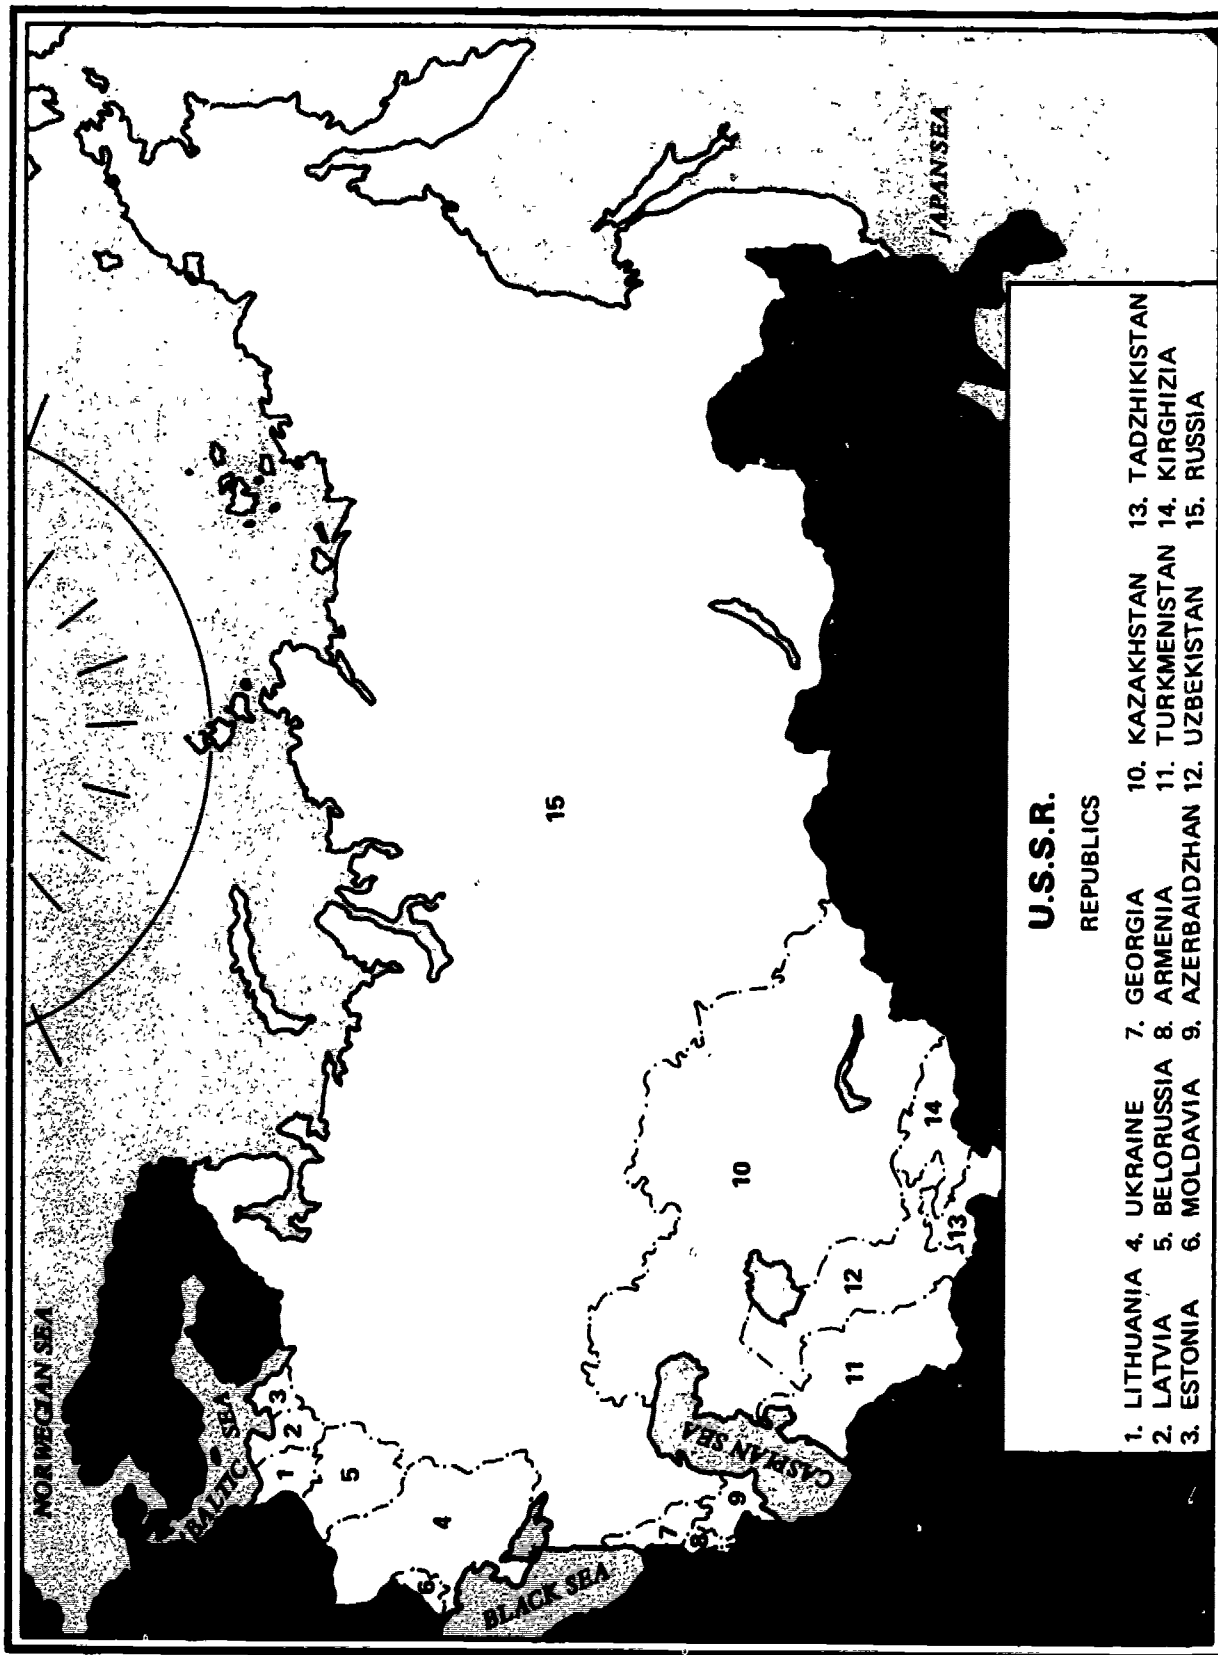 NORWEGIAN SEA
BALTIC SEA
BLACK SEA
CASPIAN SEA
JAPAN SEA
1
2
3
4
5
6
7
8
9
10
11
12
13
14
15
U.S.S.R.
REPUBLICS
1. LITHUANIA 4. UKRAINE 7. GEORGIA 10. KAZAKHSTAN 13. TADZHIKISTAN
2. LATVIA 5. BELORUSSIA 8. ARMENIA 11. TURKMENISTAN 14. KIRGHIZIA
3. ESTONIA 6. MOLDAVIA 9. AZERBAIDZHAN 12. UZBEKISTAN 15. RUSSIA